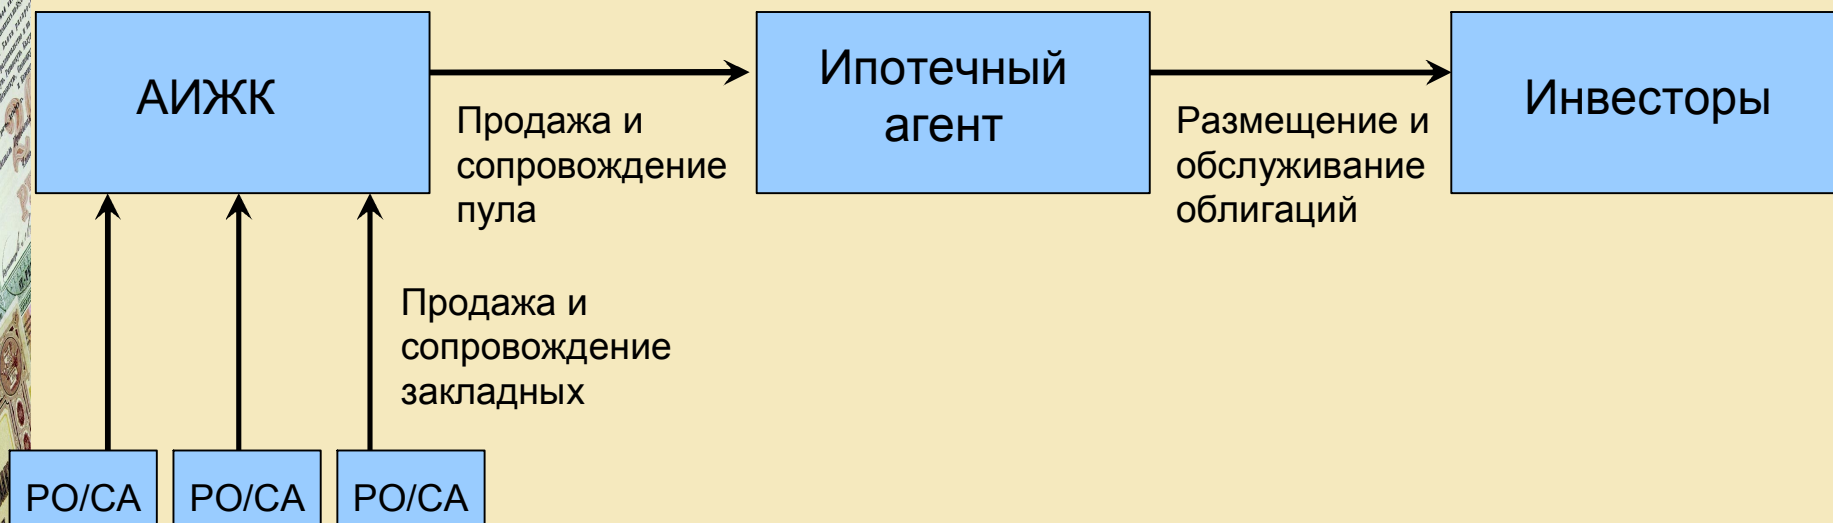 АИЖК
Продажа и
сопровождение
пула
Ипотечный
агент
Размещение и
обслуживание
облигаций
Инвесторы
Продажа и
сопровождение
закладных
РО/СА
РО/СА
РО/СА